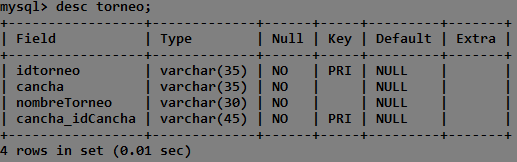 mysql> desc torneo;
+-----------------+-------------+------+-----+---------+-------+
| Field           | Type        | Null | Key | Default | Extra |
+-----------------+-------------+------+-----+---------+-------+
| idtorneo        | varchar(35) | NO   | PRI | NULL    |       |
| cancha          | varchar(35) | NO   |     | NULL    |       |
| nombreTorneo    | varchar(30) | NO   |     | NULL    |       |
| cancha_idCancha | varchar(45) | NO   | PRI | NULL    |       |
+-----------------+-------------+------+-----+---------+-------+
4 rows in set (0.01 sec)